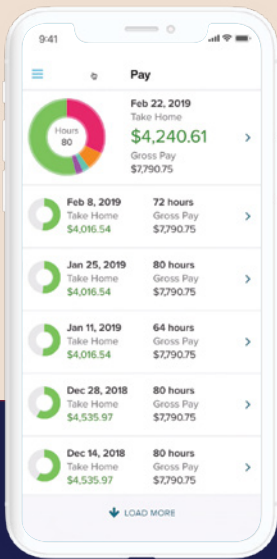 9:41
Pay
Hours
80
Feb 22, 2019
Take Home
$4,240.61
Gross Pay
$7,790.75
Feb 8, 2019 72 hours
Take Home Gross Pay
$4,016.54 $7,790.75
Jan 25, 2019 80 hours
Take Home Gross Pay
$4,016.54 $7,790.75
Jan 11, 2019 64 hours
Take Home Gross Pay
$4,016.54 $7,790.75
Dec 28, 2018 80 hours
Take Home Gross Pay
$4,535.97 $7,790.75
Dec 14, 2018 80 hours
Take Home Gross Pay
$4,535.97 $7,790.75
LOAD MORE